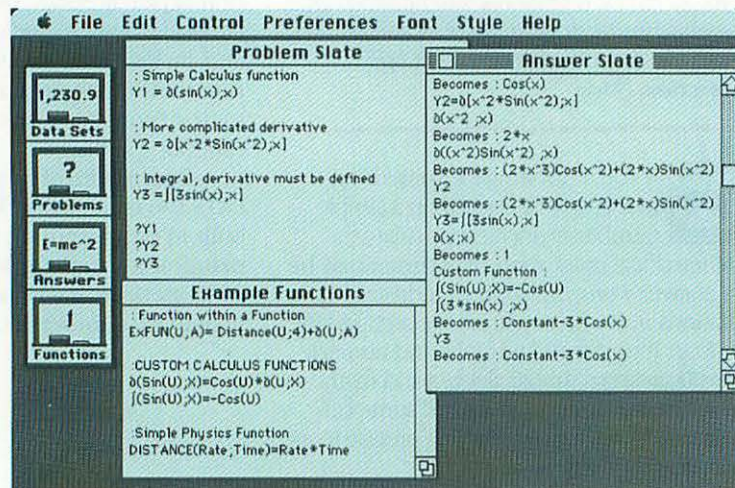 File Edit Control Preferences Font Style Help
1,230.9
Data Sets
?
Problems
E=mc^2
Answers
∫
Functions
Problem Slate
: Simple Calculus function
Y1 = ∂(sin(x);x)
: More complicated derivative
Y2 = ∂[x^2*Sin(x^2);x]
: Integral, derivative must be defined
Y3 =∫[3sin(x);x]
?Y1
?Y2
?Y3
Example Functions
: Function within a Function
ExFUN(U,A)= Distance(U;4)+∂(U;A)
:CUSTOM CALCULUS FUNCTIONS
∂(Sin(U);X)=Cos(U)*∂(U;X)
∫(Sin(U);X)=-Cos(U)
:Simple Physics Function
DISTANCE(Rate;Time)=Rate*Time
Answer Slate
Becomes : Cos(x)
Y2=∂[x^2*Sin(x^2);x]
∂(x^2 ;x)
Becomes : 2*x
∂((x^2)Sin(x^2) ;x)
Becomes : (2*x^3)Cos(x^2)+(2*x)Sin(x^2)
Y2
Becomes : (2*x^3)Cos(x^2)+(2*x)Sin(x^2)
Y3=∫[3sin(x);x]
∂(x;x)
Becomes : 1
Custom Function :
∫(Sin(U);X)=-Cos(U)
∫(3*sin(x) ;x)
Becomes : Constant-3*Cos(x)
Y3
Becomes : Constant-3*Cos(x)